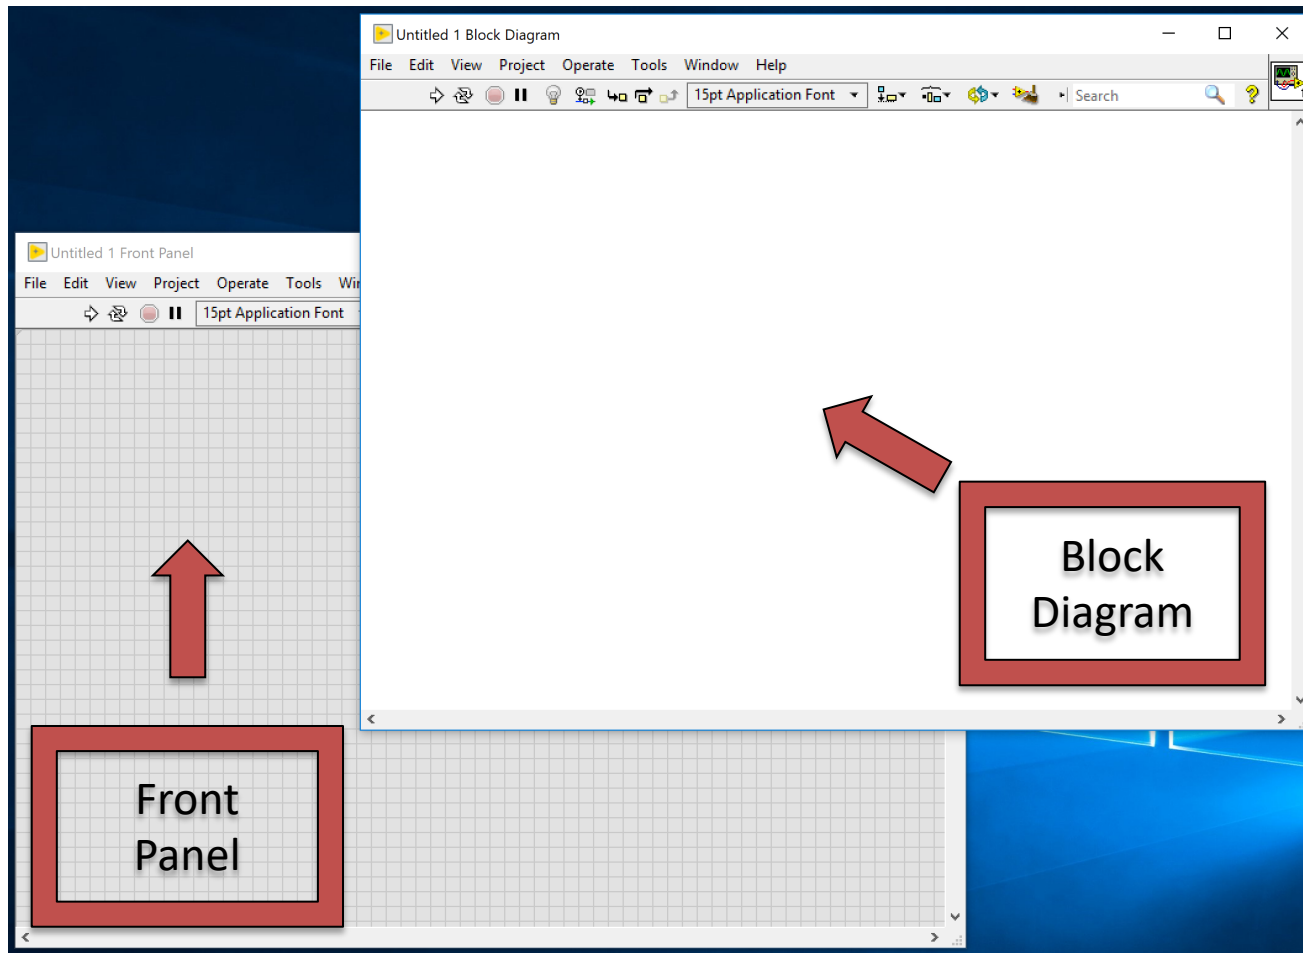 Untitled 1 Block Diagram
File Edit View Project Operate Tools Window Help
15pt Application Font
Search
Untitled 1 Front Panel
File Edit View Project Operate Tools
15pt Application Font
Block
Diagram
Front
Panel